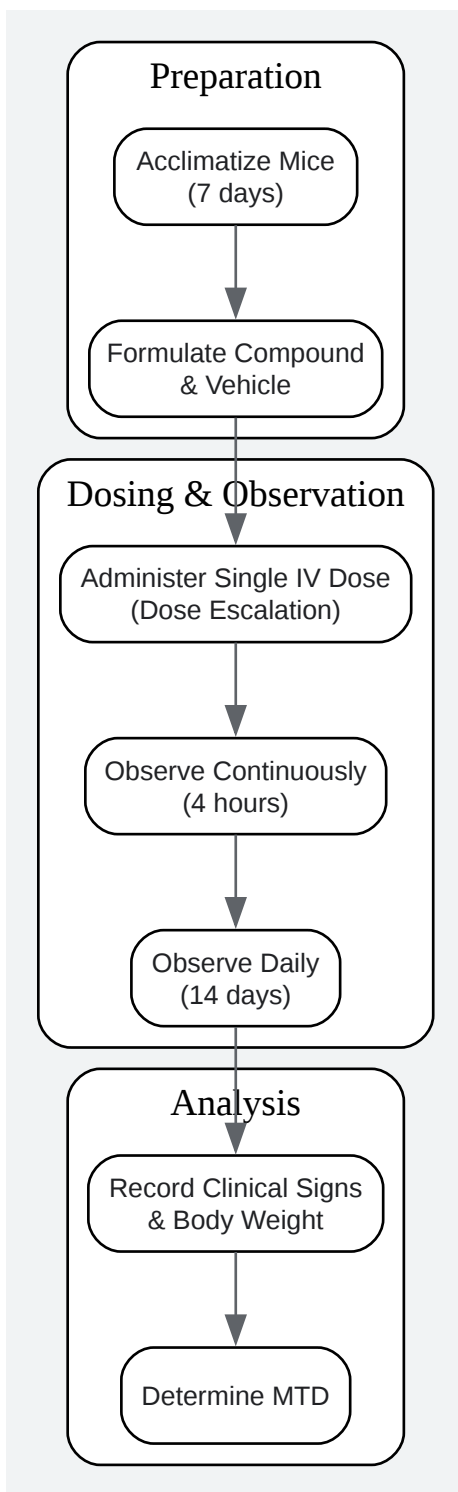 Preparation
Acclimatize Mice
(7 days)
Formulate Compound
& Vehicle
Dosing & Observation
Administer Single IV Dose
(Dose Escalation)
Observe Continuously
(4 hours)
Observe Daily
(14 days)
Analysis
Record Clinical Signs
& Body Weight
Determine MTD